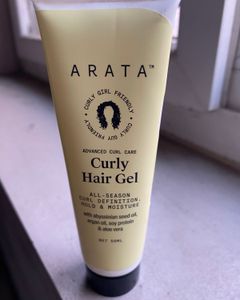 ARATA™
CURLY GIRL FRIENDLY
CURLY GUY FRIENDLY
ADVANCED CURL CARE
Curly
Hair Gel
ALL-SEASON
CURL DEFINITION,
HOLD & MOISTURE
with abyssinian seed oil,
argan oil, soy protein
& aloe vera
NET 50ML